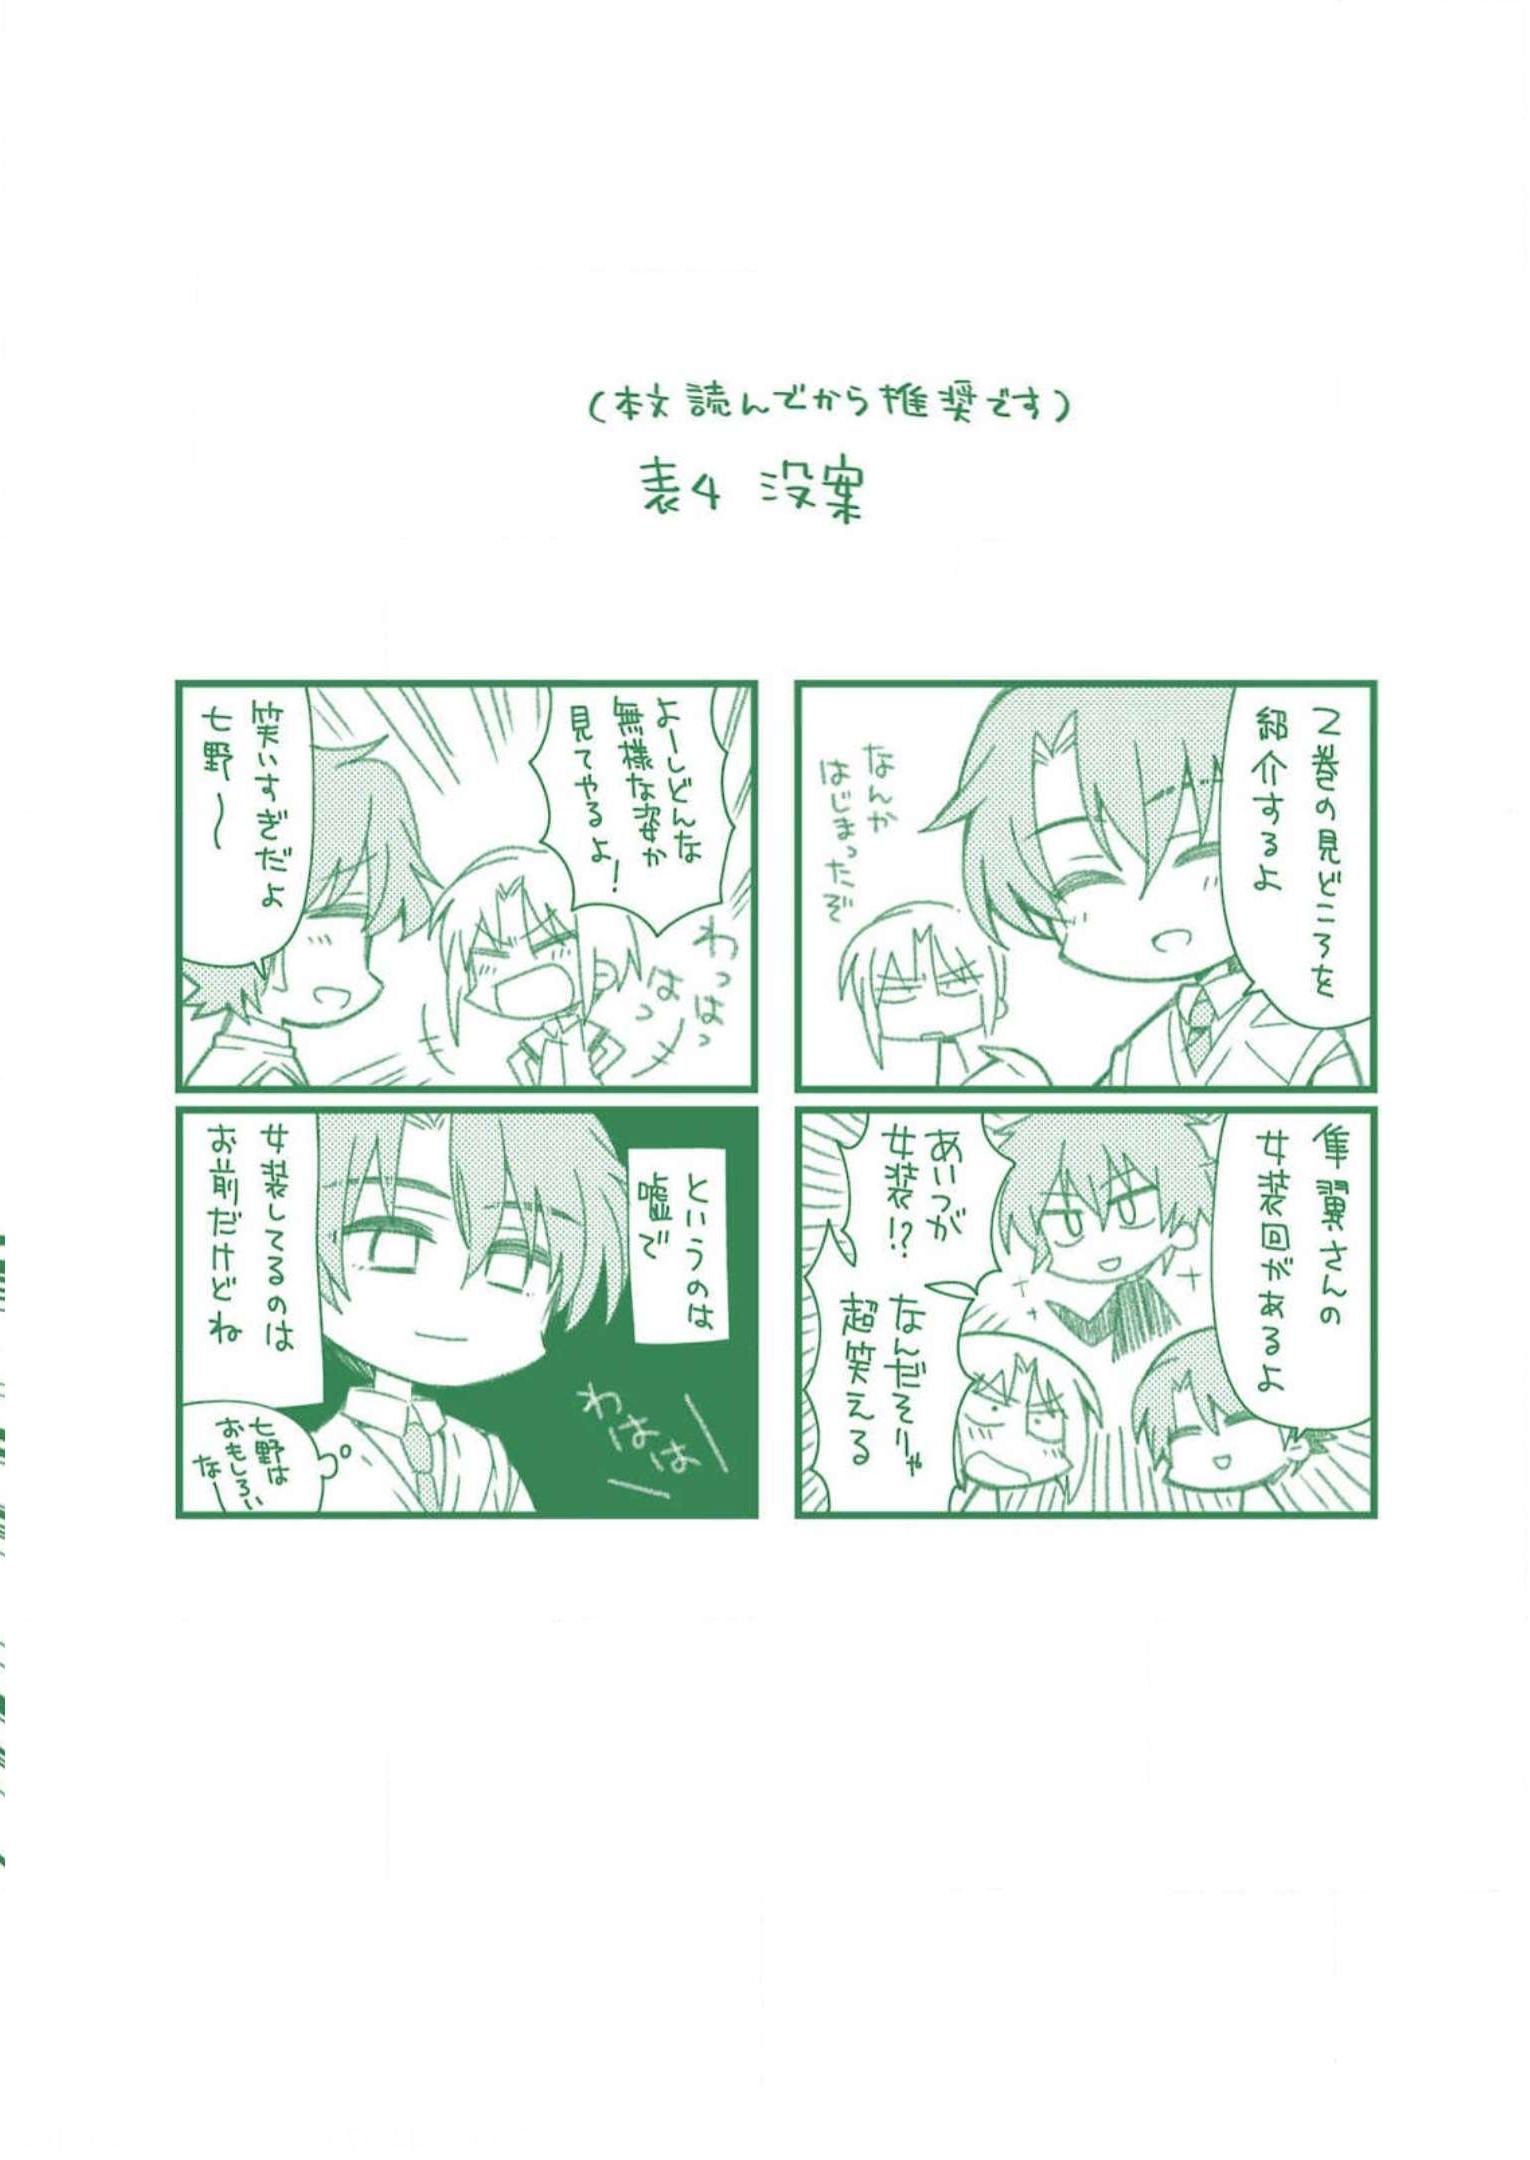 (本文読んでから推奨です)
表4 没案
2巻の見どころを
紹介するよ
なんか
はじまったぞ
隼翼さんの
女装回があるよ
あいつが
女装!?
なんだそりゃ
超笑える
よーしどんな
無様な姿か
見てやるよ!
わっはっ
はっ
笑いすぎだよ
七野~
というのは
嘘で
女装してるのは
お前だけどね
わはは
七野は
おもしろい
なー